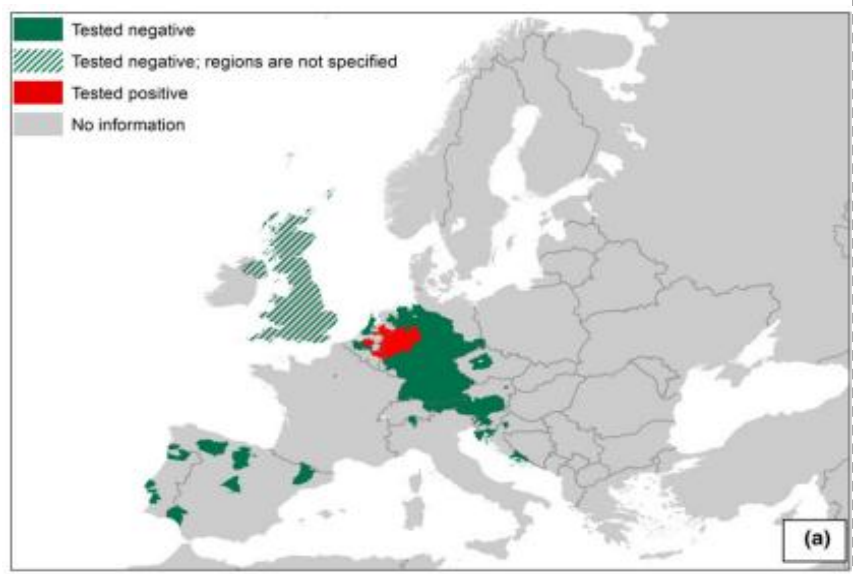 Tested negative
Tested negative; regions are not specified
Tested positive
No information
(a)